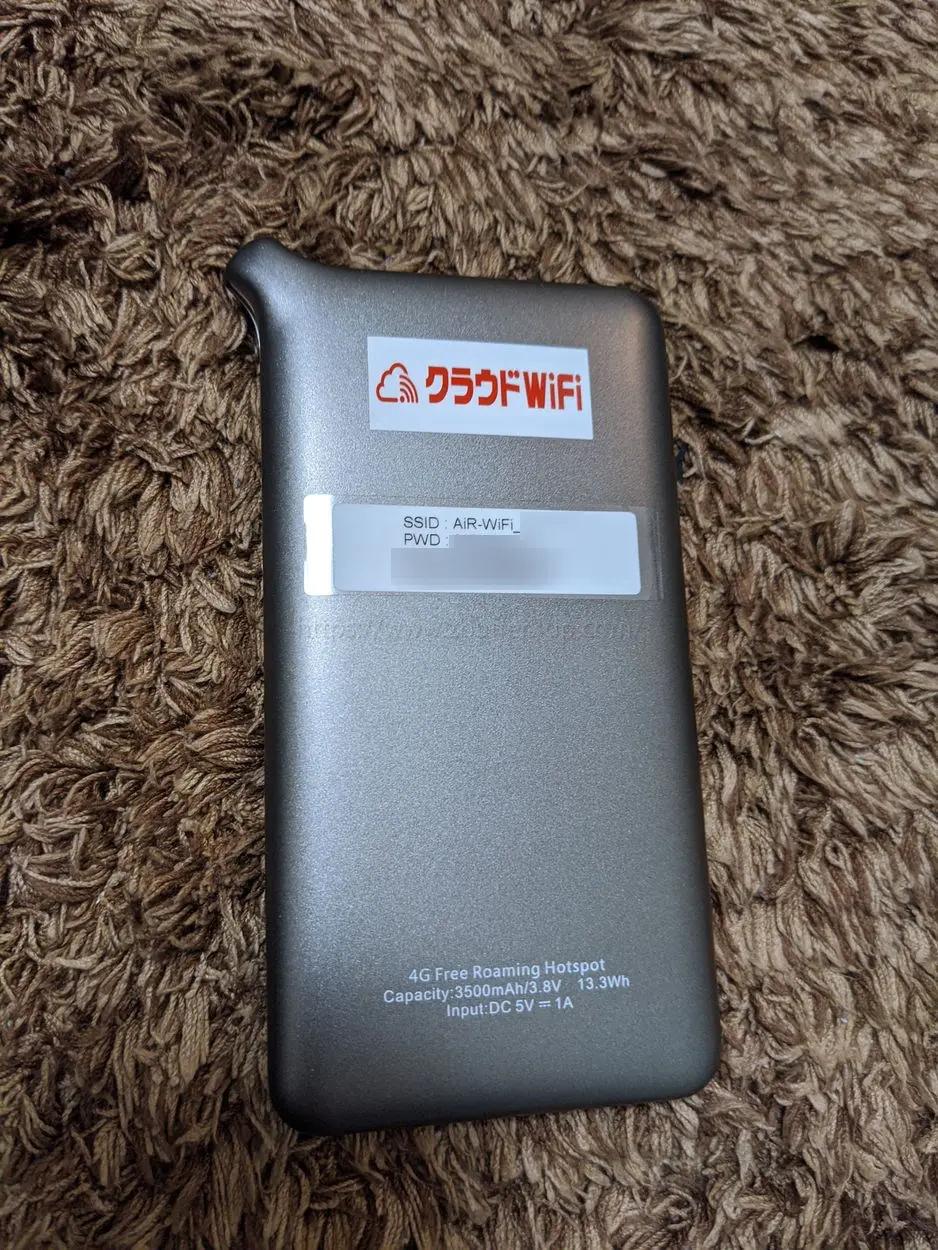 クラウドWiFi
SSID : AiR-WiFi_
PWD :
4G Free Roaming Hotspot
Capacity:3500mAh/3.8V 13.3Wh
Input:DC 5V ⎓ 1A